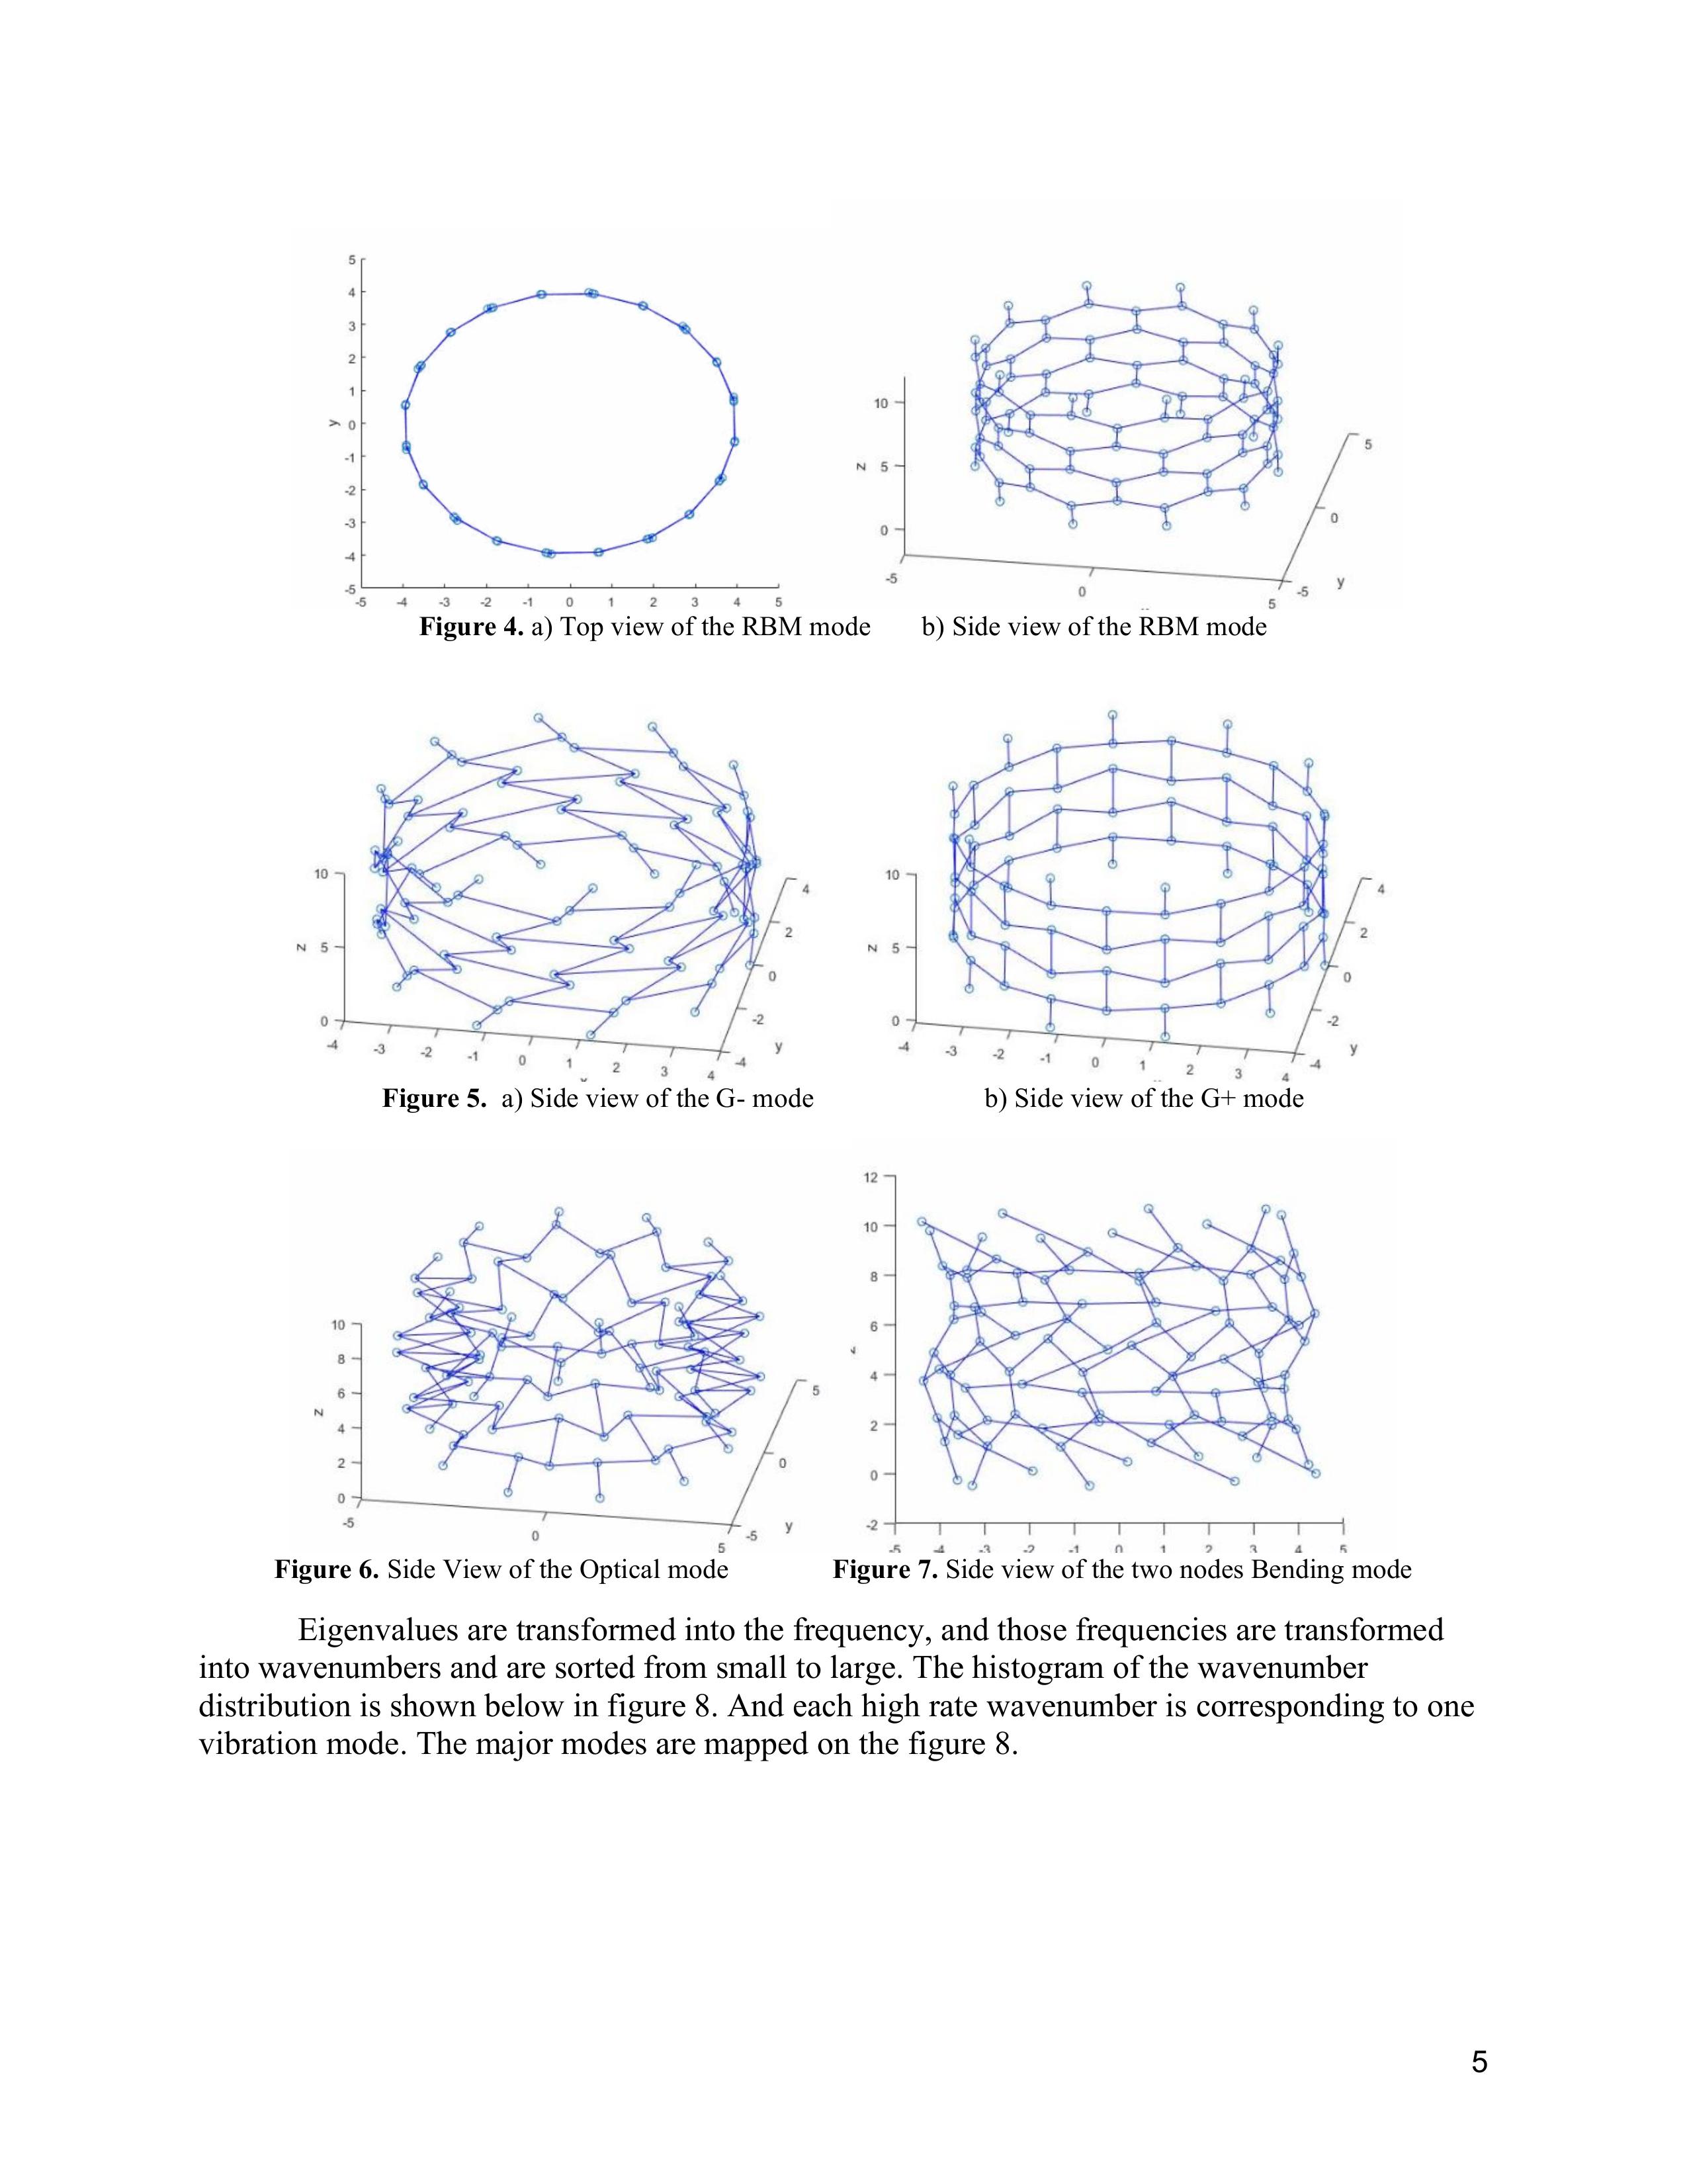 5
4
3
2
1
0
-1
-2
-3
-4
-5
y
-5 -4 -3 -2 -1 0 1 2 3 4 5
10
5
0
z
-5 0 5
5
0
-5
y
Figure 4. a) Top view of the RBM mode b) Side view of the RBM mode
10
5
0
z
-4 -3 -2 -1 0 1 2 3 4
4
2
0
-2
-4
y
10
5
0
z
-4 -3 -2 -1 0 1 2 3 4
4
2
0
-2
-4
y
Figure 5. a) Side view of the G- mode b) Side view of the G+ mode
10
8
6
4
2
0
z
-5 0 5
5
0
-5
y
12
10
8
6
4
2
0
-2
-5 -4 -3 -2 -1 0 1 2 3 4 5
Figure 6. Side View of the Optical mode Figure 7. Side view of the two nodes Bending mode
Eigenvalues are transformed into the frequency, and those frequencies are transformed
into wavenumbers and are sorted from small to large. The histogram of the wavenumber
distribution is shown below in figure 8. And each high rate wavenumber is corresponding to one
vibration mode. The major modes are mapped on the figure 8.
5